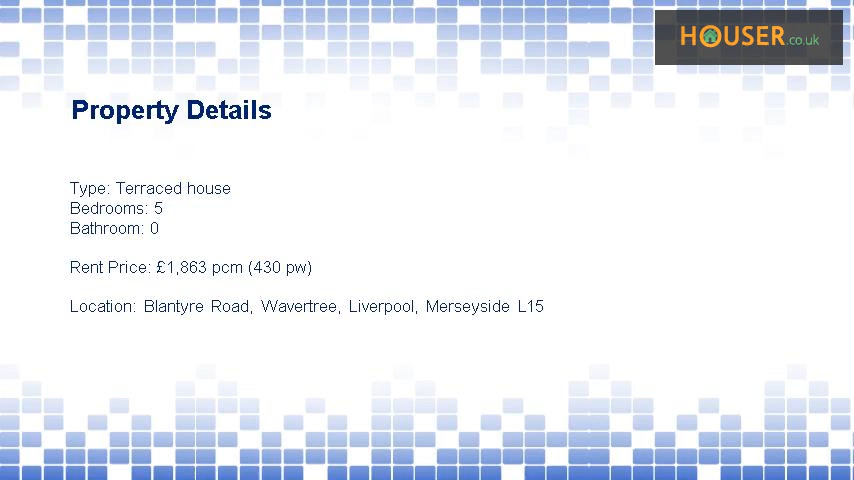 HOUSER.co.uk
Property Details
Type: Terraced house
Bedrooms: 5
Bathroom: 0
Rent Price: £1,863 pcm (430 pw)
Location: Blantyre Road, Wavertree, Liverpool, Merseyside L15